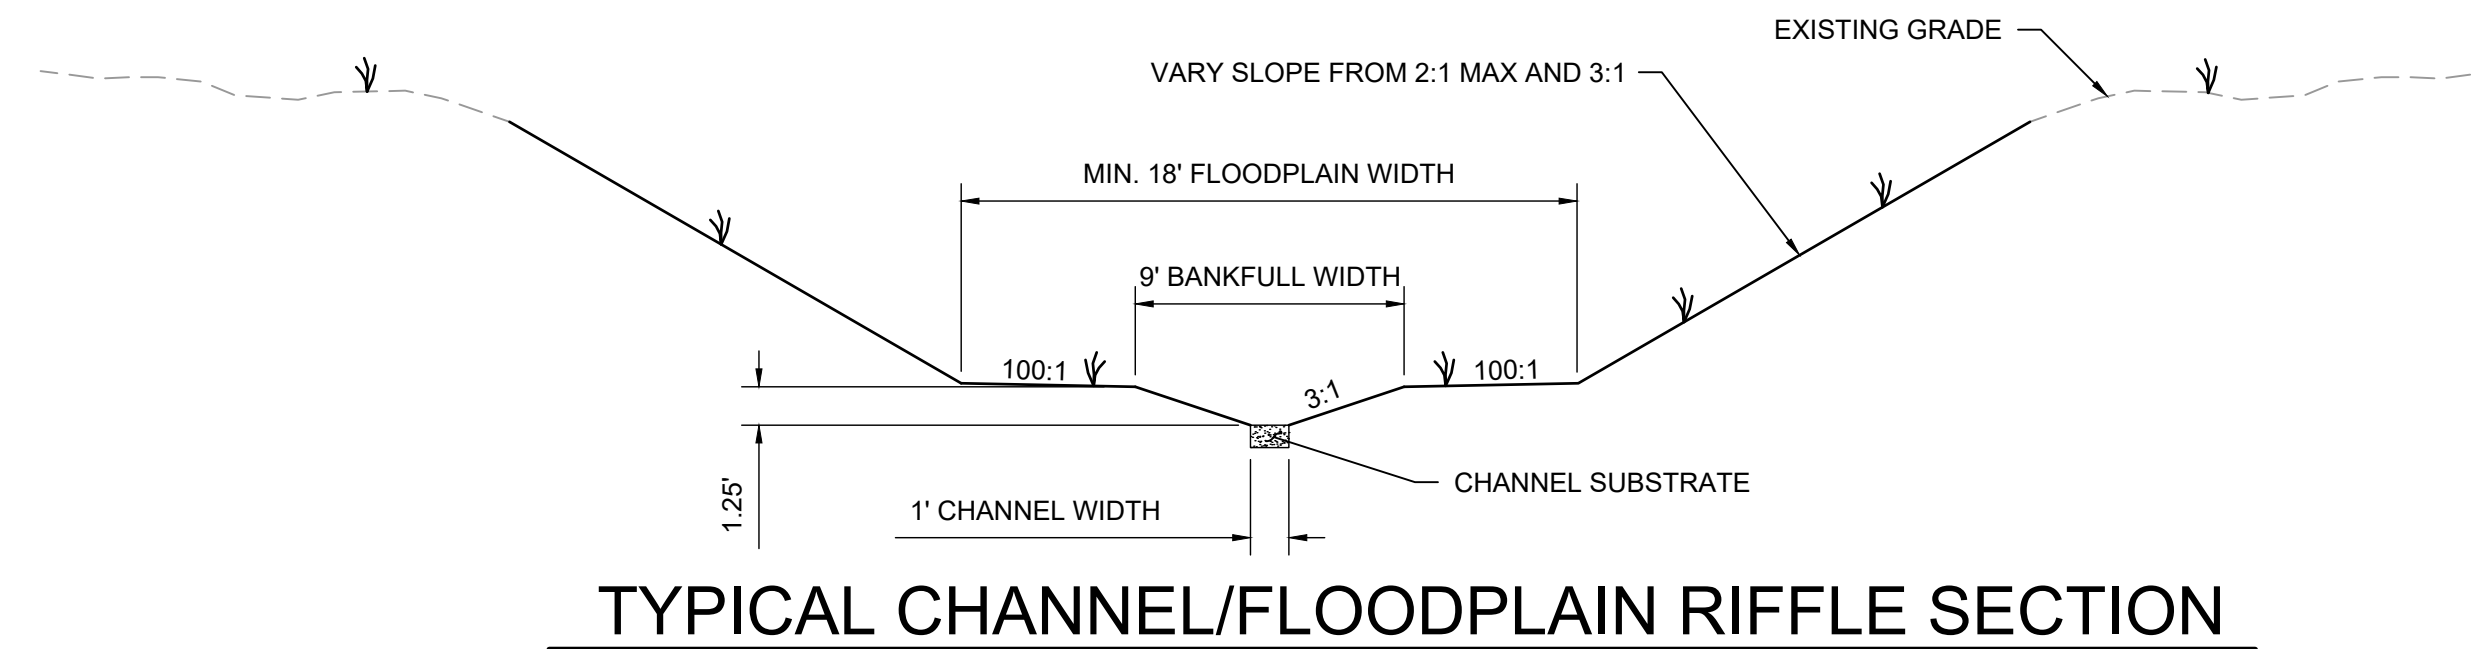 EXISTING GRADE
VARY SLOPE FROM 2:1 MAX AND 3:1
MIN. 18' FLOODPLAIN WIDTH
9' BANKFULL WIDTH
100:1
100:1
3:1
1.25'
CHANNEL SUBSTRATE
1' CHANNEL WIDTH
TYPICAL CHANNEL/FLOODPLAIN RIFFLE SECTION